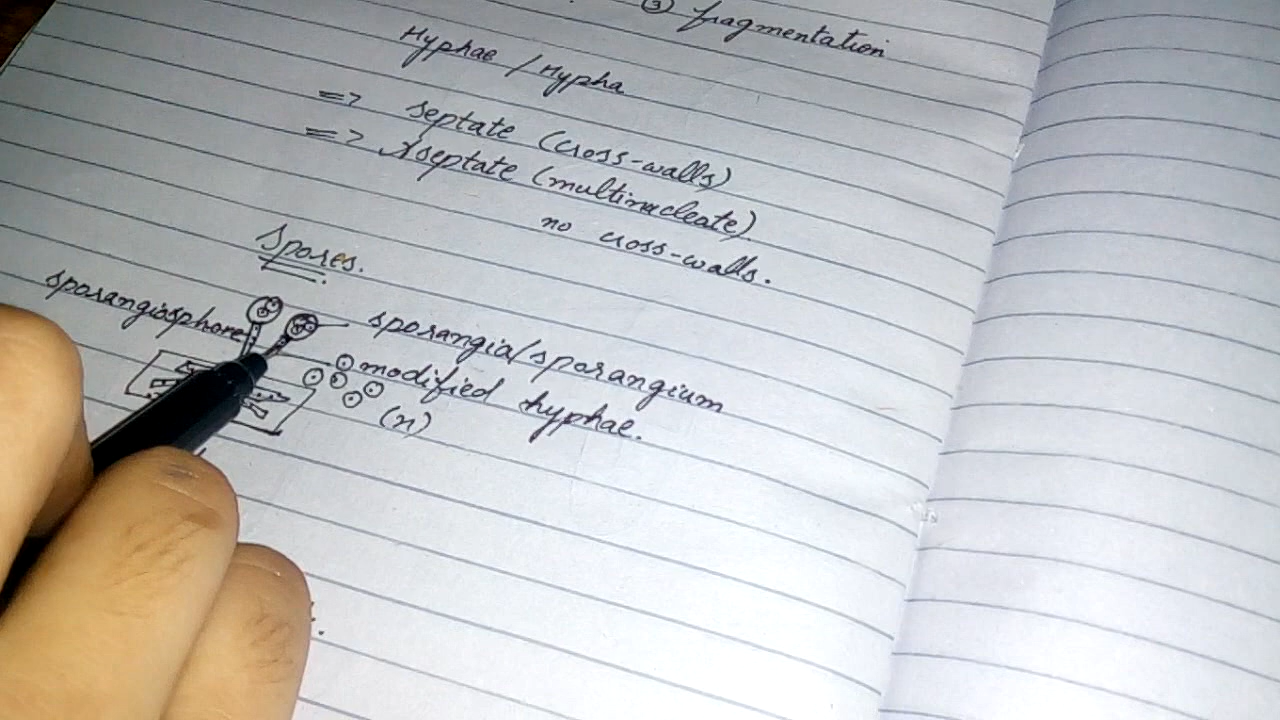 ③ fragmentation
Hyphae / Hypha
=> septate (cross-walls)
=> Aseptate (multinucleate)
no cross-walls.
Spores.
sporangiosphore
sporangia/sporangium
modified hyphae.
(n)